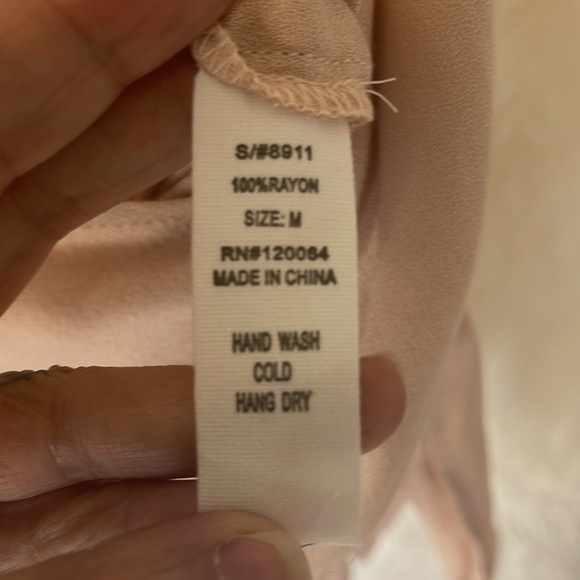 S/#8911
100%RAYON
SIZE: M
RN#120064
MADE IN CHINA
HAND WASH
COLD
HANG DRY